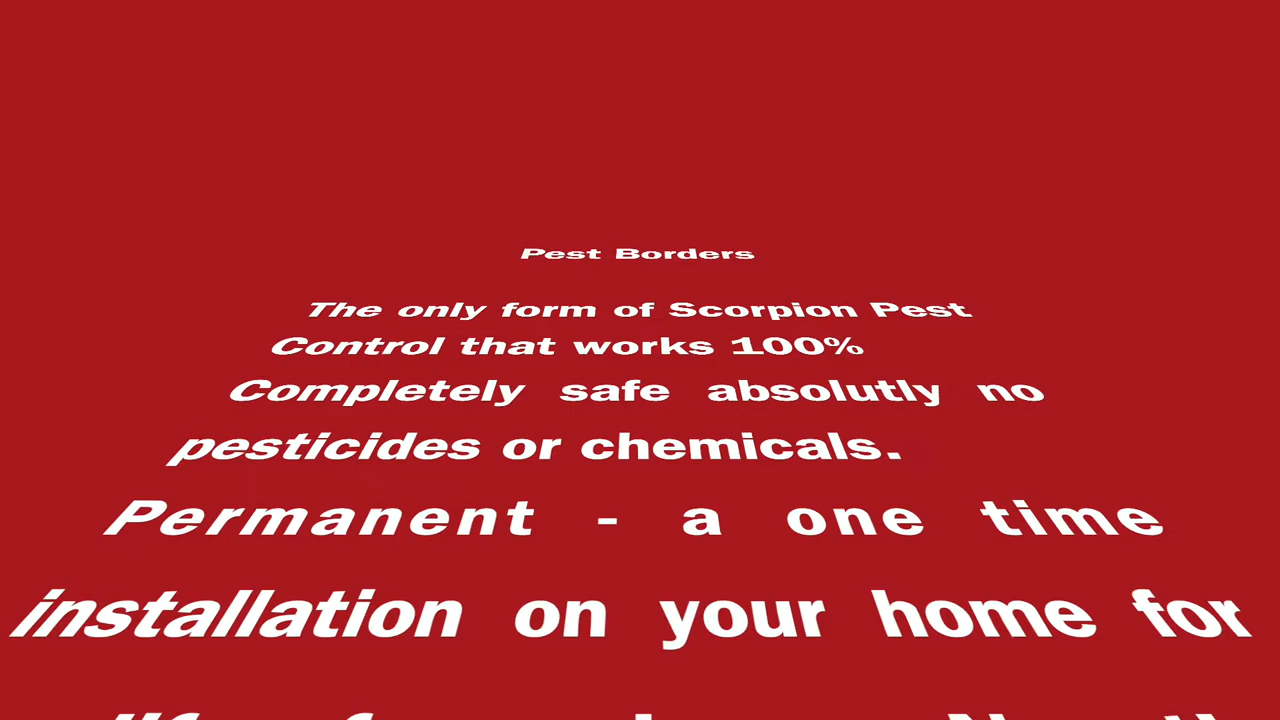 Pest Borders
The only form of Scorpion Pest
Control that works 100%
Completely safe absolutly no
pesticides or chemicals.
Permanent - a one time
installation on your home for